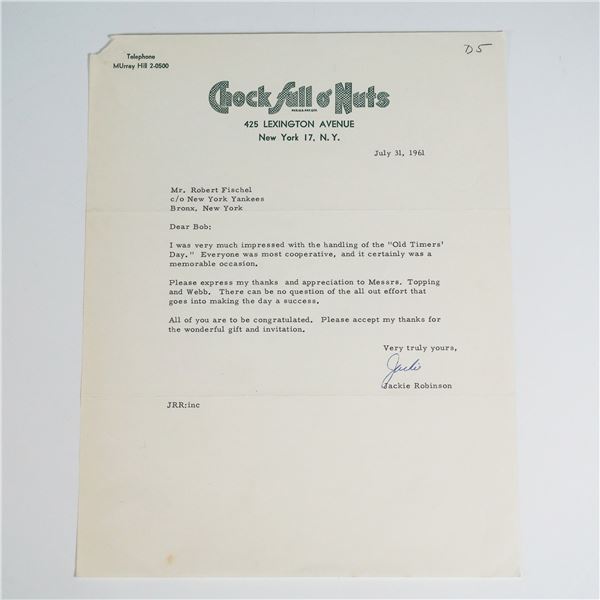 Telephone
MUrray Hill 2-0500
D5
Chock full o' Nuts
REG.U.S. PAT. OFF.
425 LEXINGTON AVENUE
New York 17, N.Y.
July 31, 1961
Mr. Robert Fischel
c/o New York Yankees
Bronx, New York
Dear Bob:
I was very much impressed with the handling of the "Old Timers'
Day." Everyone was most cooperative, and it certainly was a
memorable occasion.
Please express my thanks and appreciation to Messrs. Topping
and Webb. There can be no question of the all out effort that
goes into making the day a success.
All of you are to be congratulated. Please accept my thanks for
the wonderful gift and invitation.
Very truly yours,
Jackie
Jackie Robinson
JRR:inc